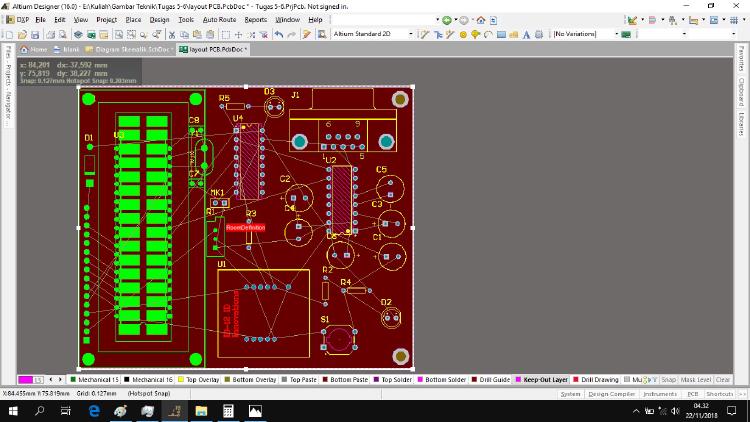 Altium Designer (16.0) - E:\Kuliah\Gambar Teknik\Tugas 5-6\layout PCB.PcbDoc * - Tugas 5-6.PrjPcb. Not signed in.
DXP File Edit View Project Place Design Tools Auto Route Reports Window Help
Altium Standard 2D
[No Variations]
Home blank Diagram Skematik.SchDoc * layout PCB.PcbDoc *
x: 84,201 dx:-37,592 mm
y: 75,819 dy: 30,227 mm
Snap: 0.127mm Hotspot Snap: 0.203mm
Files
Projects
Navigator
Favorites
Clipboard
Libraries
R5
D3
J1
C8
U4
6
9
D1
5
U2
C5
C7
C2
MK1
C3
R3
RoomDefinition
C1
U1
R2
R4
D2
S1
LS
Mechanical 15 Mechanical 16 Top Overlay Bottom Overlay Top Paste Bottom Paste Top Solder Bottom Solder Drill Guide Keep-Out Layer Drill Drawing Mu Snap Mask Level Clear
X:84.455mm Y:75.819mm Grid: 0.127mm (Hotspot Snap)
System Design Compiler Instruments PCB Shortcuts >>
04.32
22/11/2018